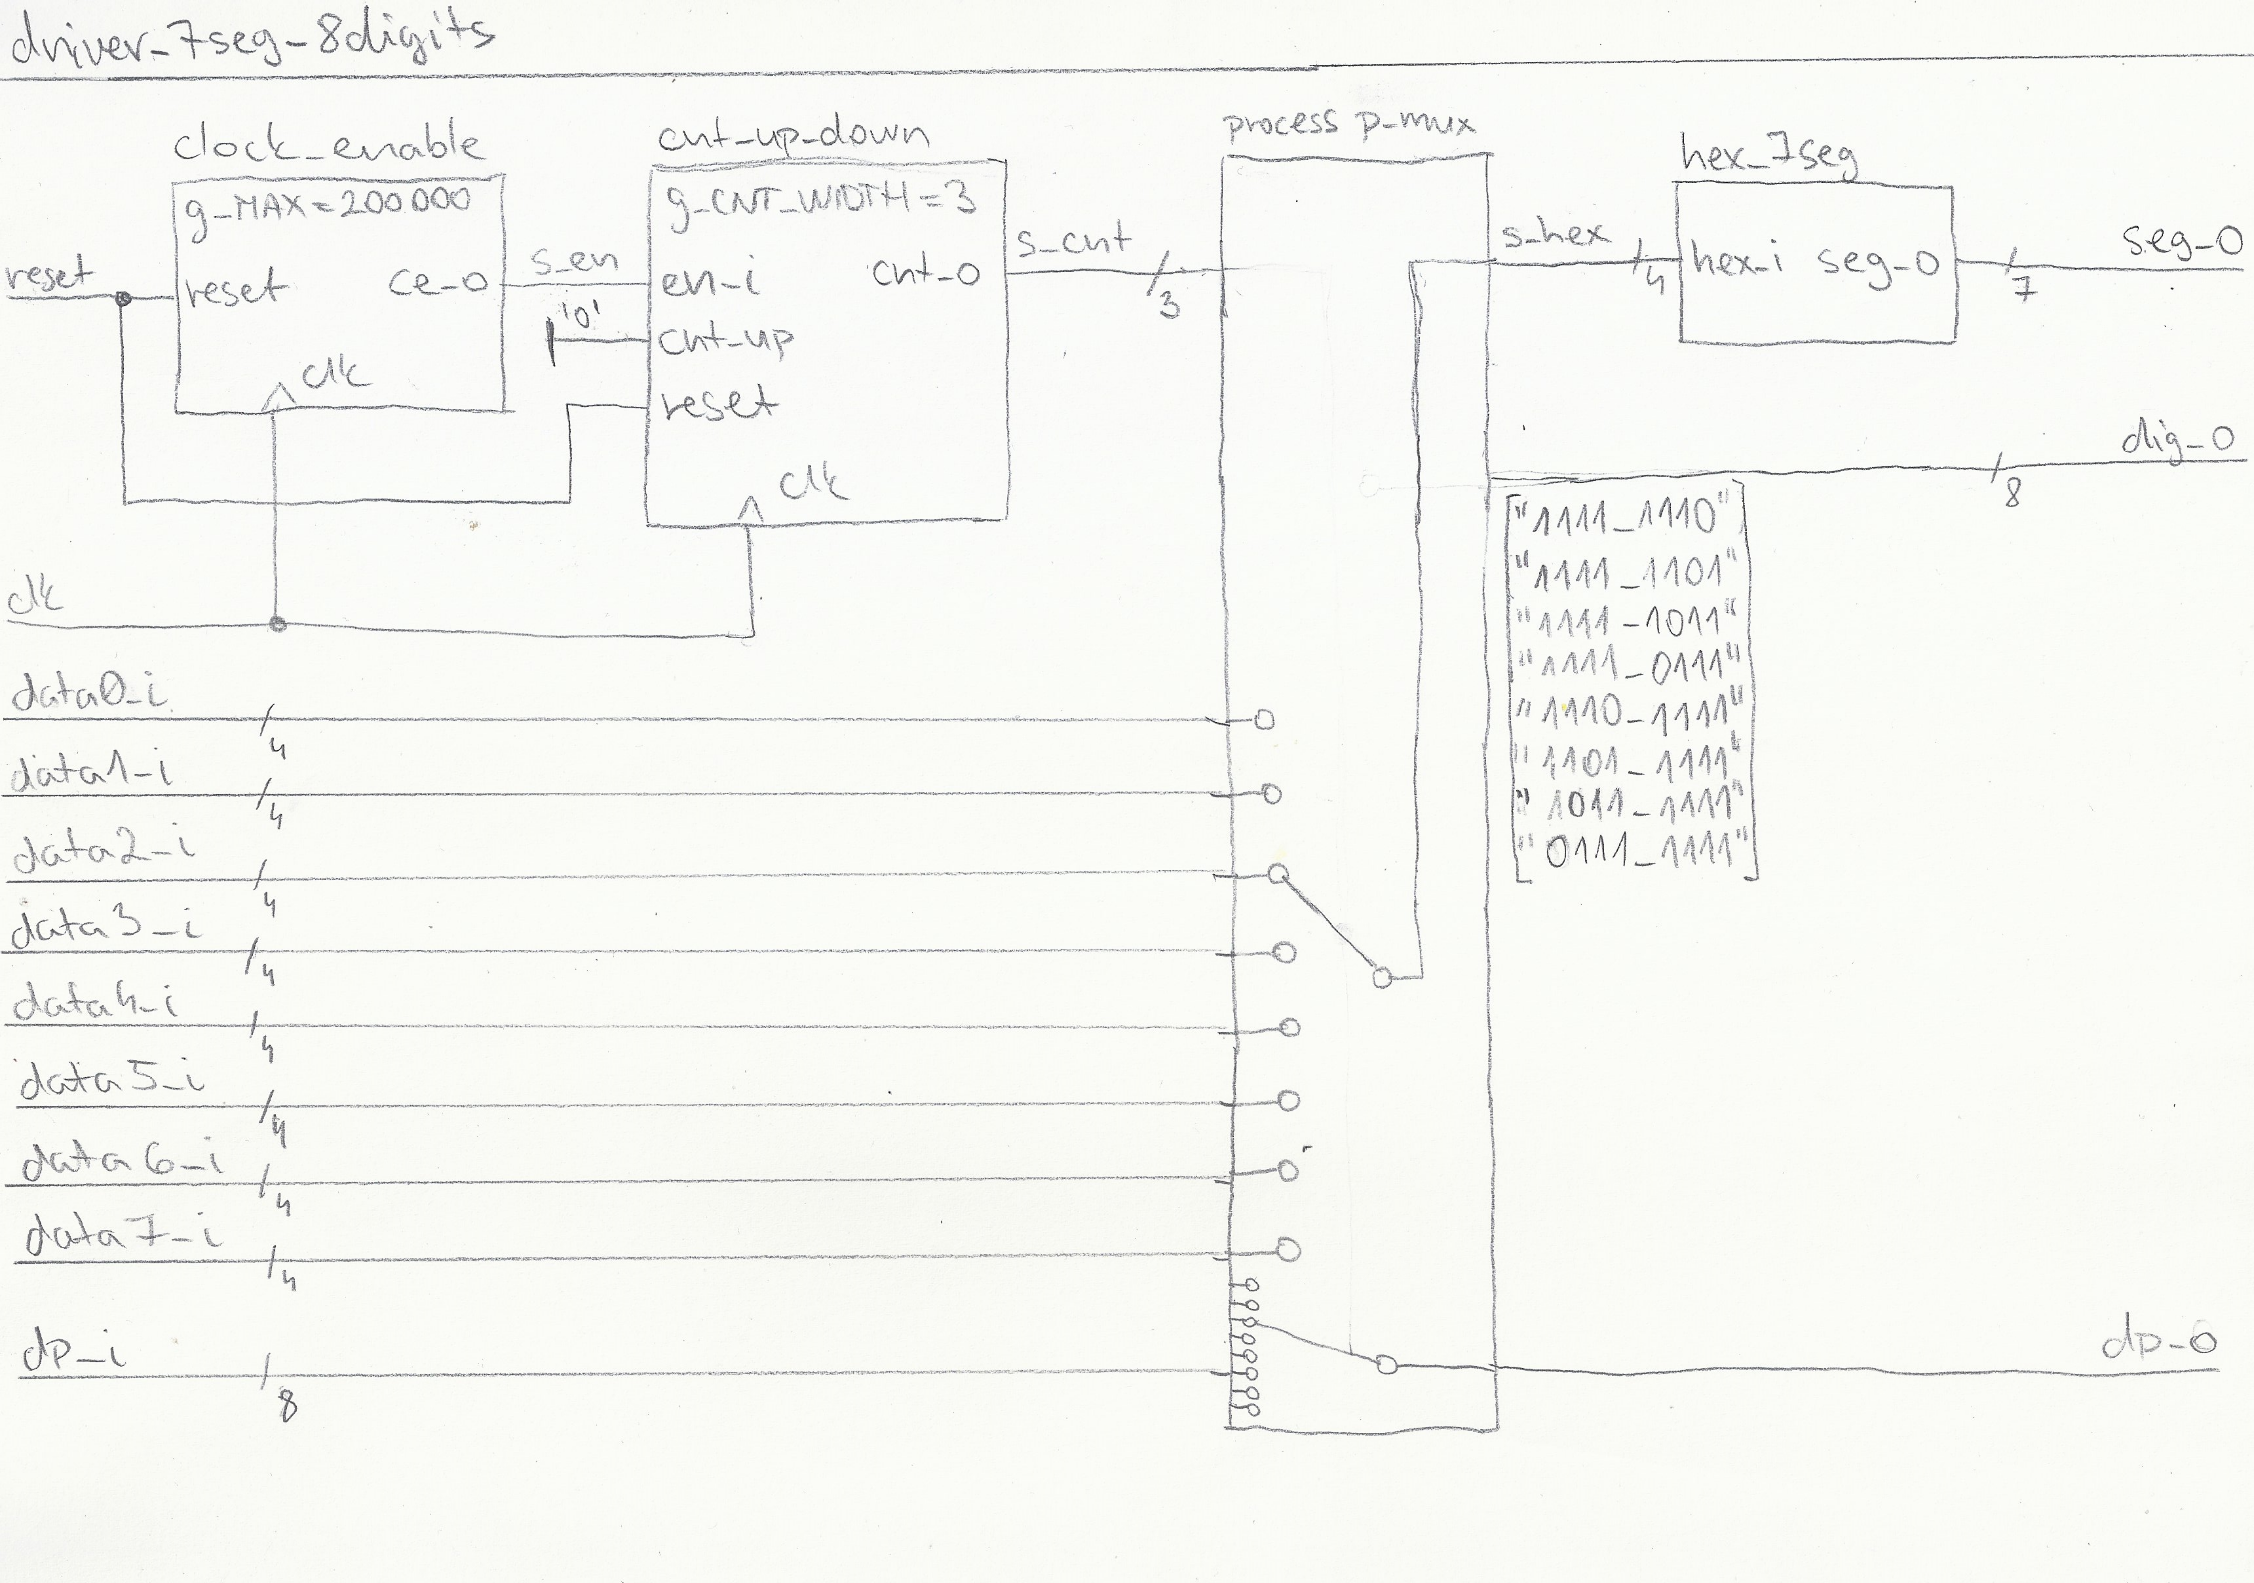 driver_7seg_8digits
clock_enable
g_MAX=200000
reset
reset
ce_o
clk
s_en
'0'
cnt_up_down
g_CNT_WIDTH=3
en_i
cnt_o
cnt_up
reset
clk
s_cnt
3
clk
process p_mux
s_hex
4
hex_7seg
hex_i seg_o
7
seg_o
dig_o
8
"1111_1110"
"1111_1101"
"1111_1011"
"1111_0111"
"1110_1111"
"1101_1111"
"1011_1111"
"0111_1111"
data0_i
4
data1_i
4
data2_i
4
data3_i
4
data4_i
4
data5_i
4
data6_i
4
data7_i
4
dp_i
8
dp_o